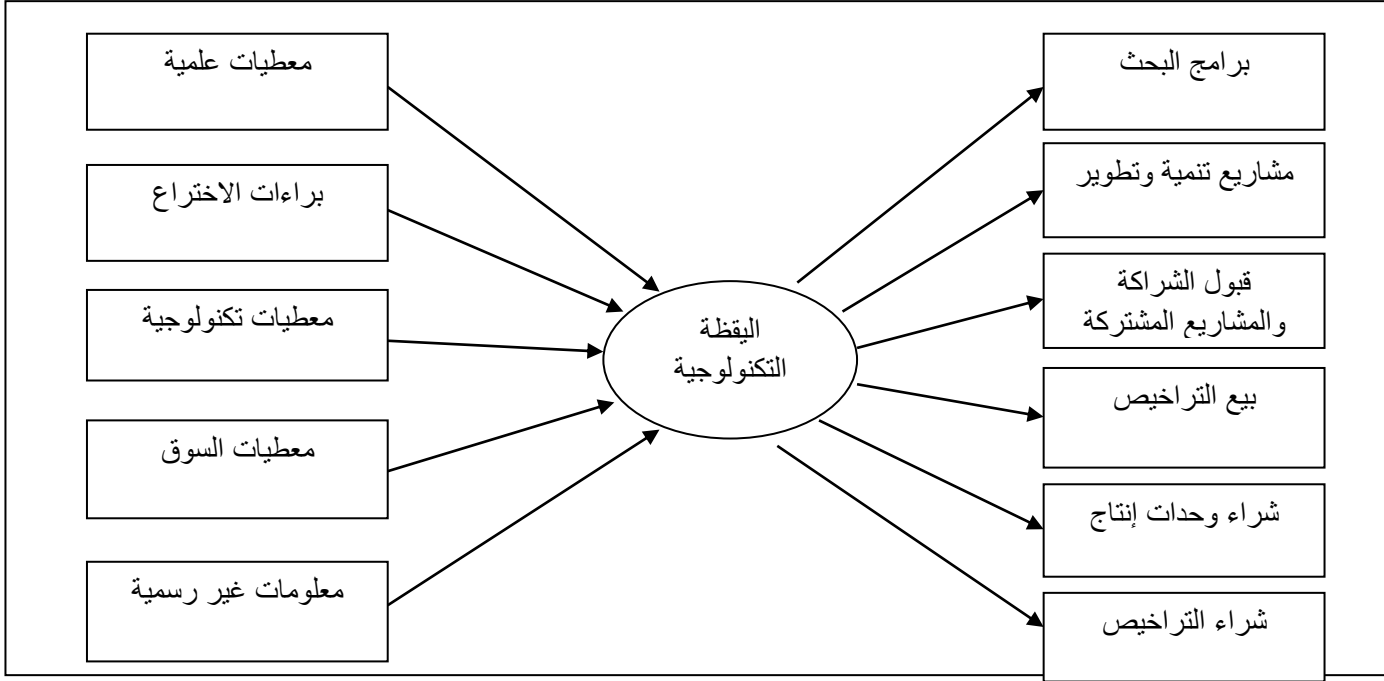 معطيات علمية
براءات الاختراع
معطيات تكنولوجية
معطيات السوق
معلومات غير رسمية
اليقظة
التكنولوجية
برامج البحث
مشاريع تنمية وتطوير
قبول الشراكة
والمشاريع المشتركة
بيع التراخيص
شراء وحدات إنتاج
شراء التراخيص